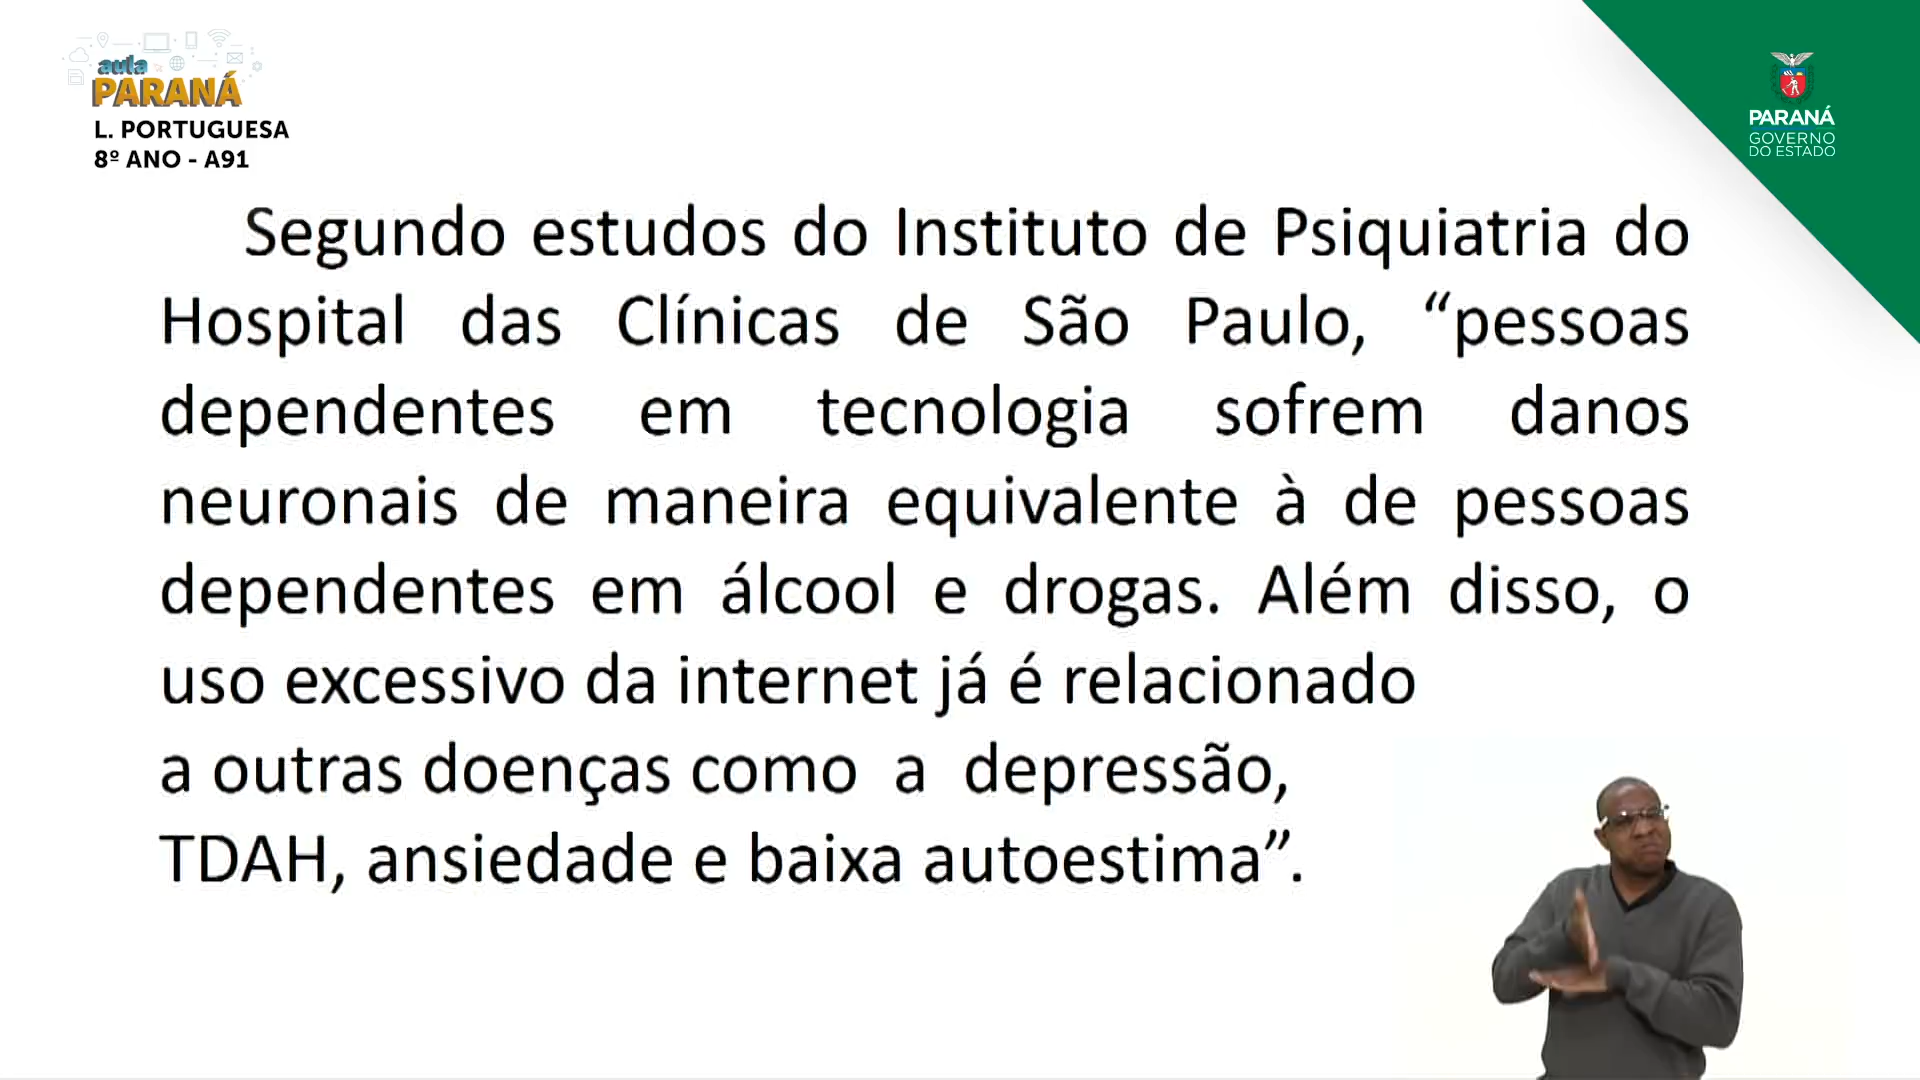 aula
PARANÁ
L. PORTUGUESA
8º ANO - A91
PARANÁ
GOVERNO
DO ESTADO
Segundo estudos do Instituto de Psiquiatria do
Hospital das Clínicas de São Paulo, “pessoas
dependentes em tecnologia sofrem danos
neuronais de maneira equivalente à de pessoas
dependentes em álcool e drogas. Além disso, o
uso excessivo da internet já é relacionado
a outras doenças como a depressão,
TDAH, ansiedade e baixa autoestima”.